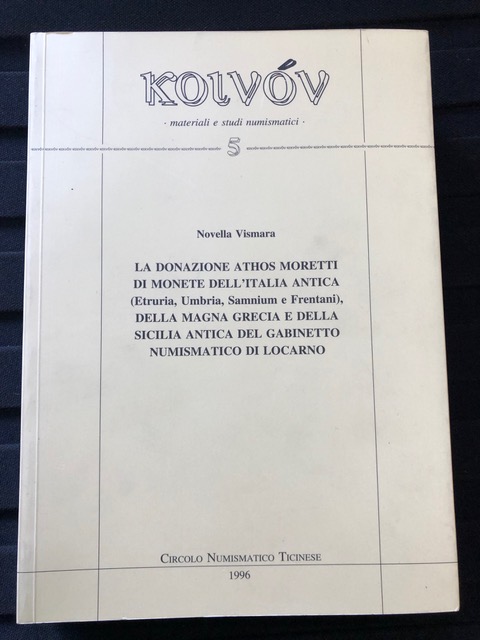 κοινόν
· materiali e studi numismatici ·
5
Novella Vismara
LA DONAZIONE ATHOS MORETTI
DI MONETE DELL'ITALIA ANTICA
(Etruria, Umbria, Samnium e Frentani),
DELLA MAGNA GRECIA E DELLA
SICILIA ANTICA DEL GABINETTO
NUMISMATICO DI LOCARNO
CIRCOLO NUMISMATICO TICINESE
1996